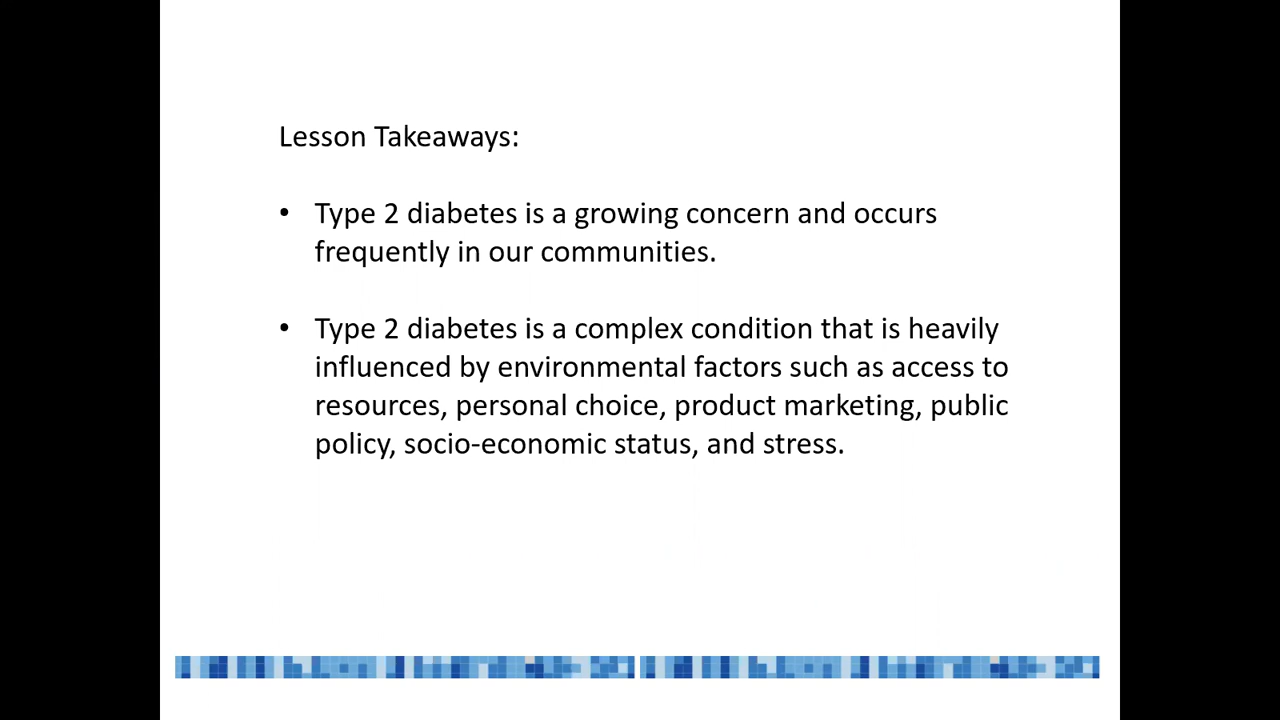 Lesson Takeaways:
• Type 2 diabetes is a growing concern and occurs
frequently in our communities.
• Type 2 diabetes is a complex condition that is heavily
influenced by environmental factors such as access to
resources, personal choice, product marketing, public
policy, socio-economic status, and stress.